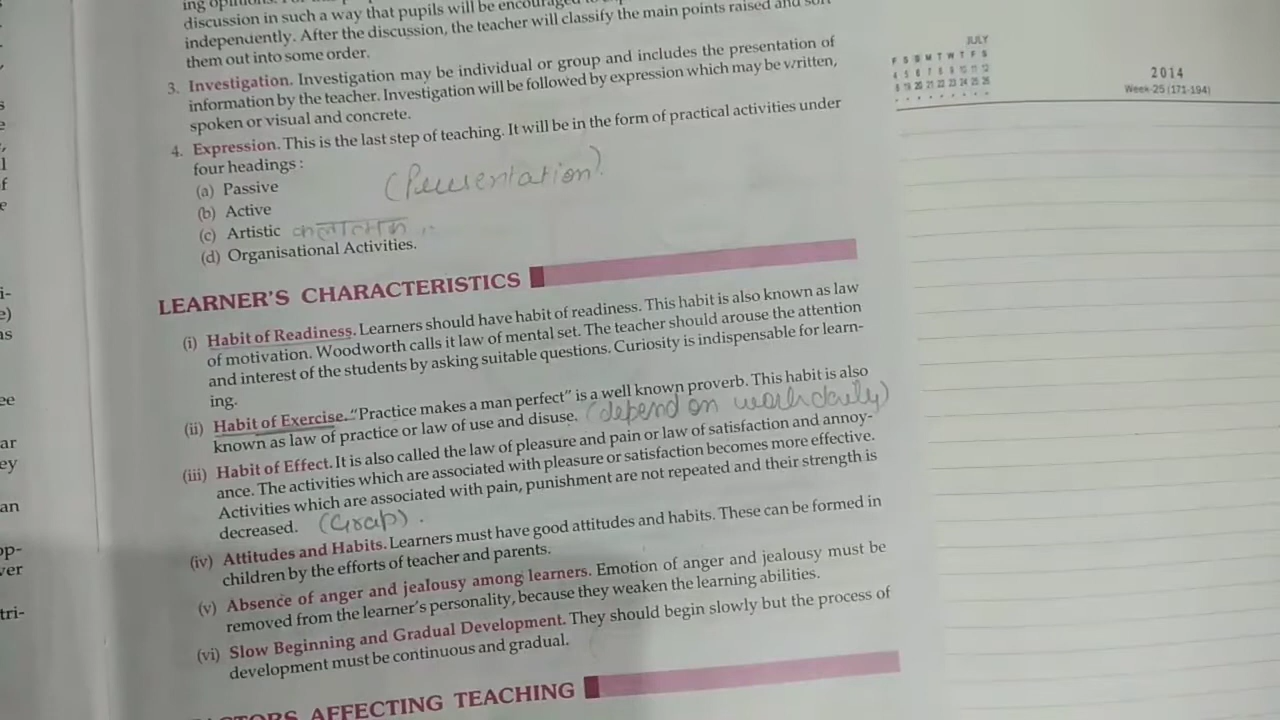 discussion in such a way that pupils will be encouraged to
independently. After the discussion, the teacher will classify the main points raised and sort
them out into some order.
3. Investigation. Investigation may be individual or group and includes the presentation of
information by the teacher. Investigation will be followed by expression which may be written,
spoken or visual and concrete.
4. Expression. This is the last step of teaching. It will be in the form of practical activities under
four headings :
(a) Passive
(b) Active
(c) Artistic कलात्मक
(d) Organisational Activities.
LEARNER'S CHARACTERISTICS
(i) Habit of Readiness. Learners should have habit of readiness. This habit is also known as law
of motivation. Woodworth calls it law of mental set. The teacher should arouse the attention
and interest of the students by asking suitable questions. Curiosity is indispensable for learn-
ing.
(ii) Habit of Exercise. "Practice makes a man perfect" is a well known proverb. This habit is also
known as law of practice or law of use and disuse. (depend on work daily)
(iii) Habit of Effect. It is also called the law of pleasure and pain or law of satisfaction and annoy-
ance. The activities which are associated with pleasure or satisfaction becomes more effective.
Activities which are associated with pain, punishment are not repeated and their strength is
decreased.
(iv) Attitudes and Habits. Learners must have good attitudes and habits. These can be formed in
children by the efforts of teacher and parents.
(v) Absence of anger and jealousy among learners. Emotion of anger and jealousy must be
removed from the learner's personality, because they weaken the learning abilities.
(vi) Slow Beginning and Gradual Development. They should begin slowly but the process of
development must be continuous and gradual.
AFFECTING TEACHING
JULY
2014
Week-25 (171-194)